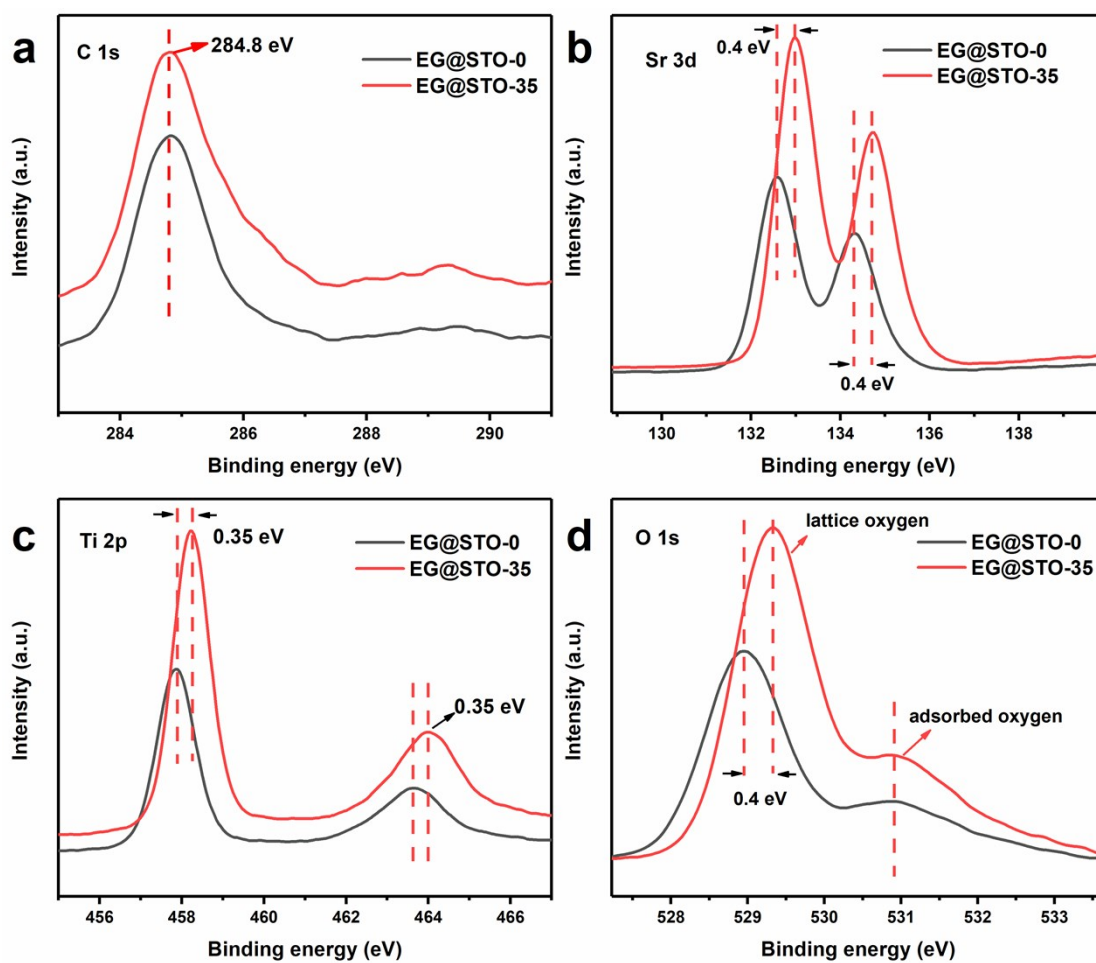 a
C 1s
284.8 eV
EG@STO-0
EG@STO-35
Intensity (a.u.)
284
286
288
290
Binding energy (eV)
b
Sr 3d
0.4 eV
EG@STO-0
EG@STO-35
0.4 eV
Intensity (a.u.)
130
132
134
136
138
Binding energy (eV)
c
Ti 2p
0.35 eV
EG@STO-0
EG@STO-35
0.35 eV
Intensity (a.u.)
456
458
460
462
464
466
Binding energy (eV)
d
O 1s
lattice oxygen
EG@STO-0
EG@STO-35
adsorbed oxygen
0.4 eV
Intensity (a.u.)
528
529
530
531
532
533
Binding energy (eV)